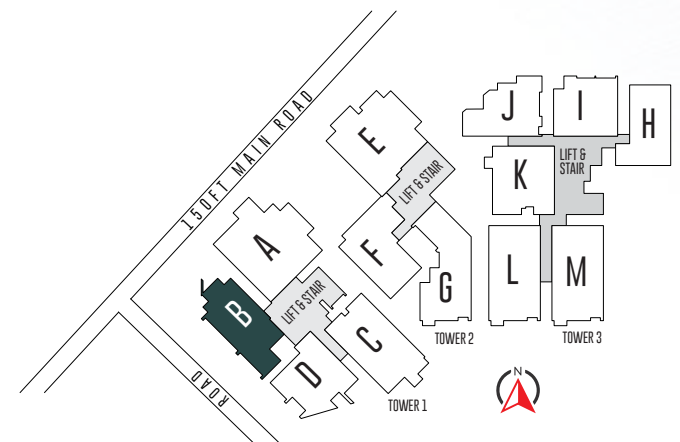 150FT MAIN ROAD
E
J
I
H
LIFT & STAIR
LIFT &
STAIR
K
A
F
G
L
M
B
LIFT & STAIR
C
D
TOWER 2
TOWER 3
ROAD
TOWER 1
N